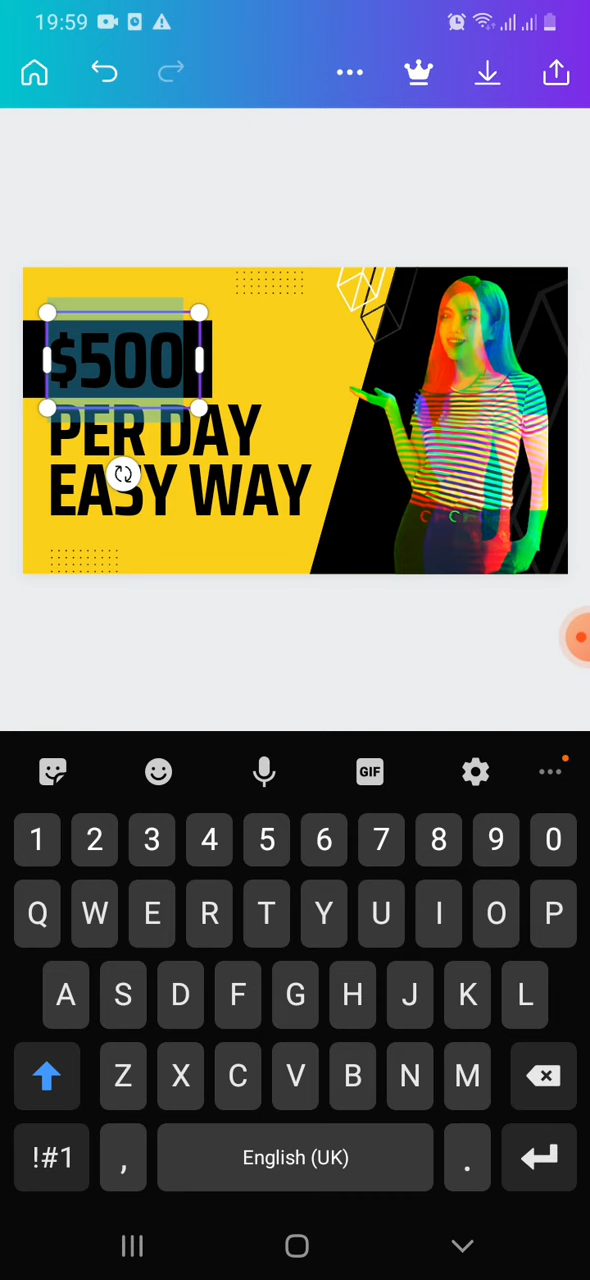 19:59
$500
PER DAY
EASY WAY
GIF
1 2 3 4 5 6 7 8 9 0
Q W E R T Y U I O P
A S D F G H J K L
Z X C V B N M
!#1 , English (UK) .